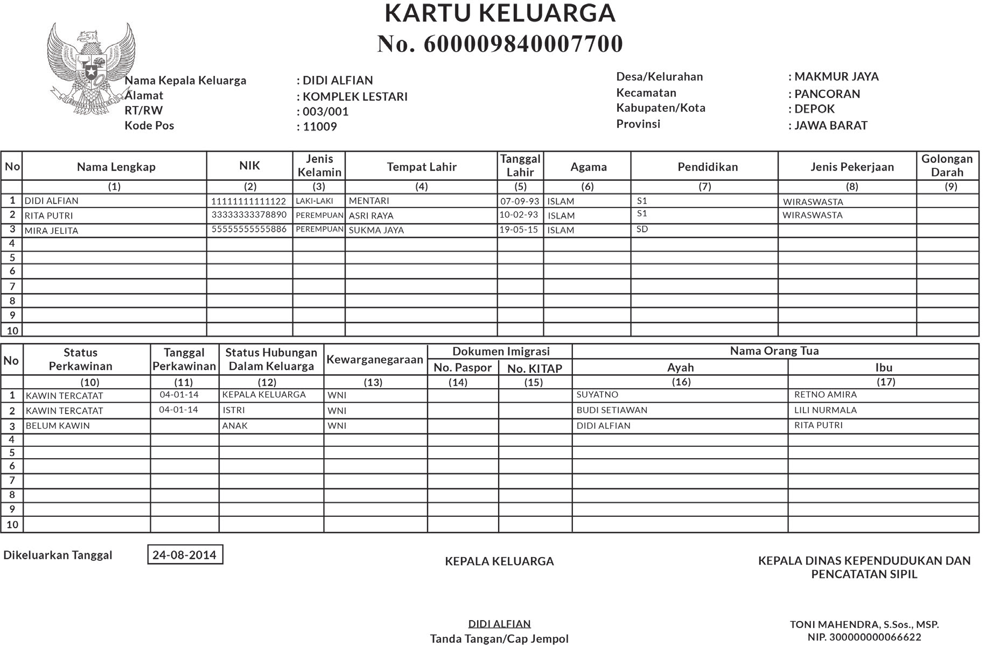 KARTU KELUARGA
No. 600009840007700
Nama Kepala Keluarga : DIDI ALFIAN
Alamat : KOMPLEK LESTARI
RT/RW : 003/001
Kode Pos : 11009
Desa/Kelurahan : MAKMUR JAYA
Kecamatan : PANCORAN
Kabupaten/Kota : DEPOK
Provinsi : JAWA BARAT
No Nama Lengkap NIK Jenis Kelamin Tempat Lahir Tanggal Lahir Agama Pendidikan Jenis Pekerjaan Golongan Darah
(1) (2) (3) (4) (5) (6) (7) (8) (9)
1 DIDI ALFIAN 11111111111122 LAKI-LAKI MENTARI 07-09-93 ISLAM S1 WIRASWASTA
2 RITA PUTRI 33333333378890 PEREMPUAN ASRI RAYA 10-02-93 ISLAM S1 WIRASWASTA
3 MIRA JELITA 55555555555886 PEREMPUAN SUKMA JAYA 19-05-15 ISLAM SD
4
5
6
7
8
9
10
No Status Perkawinan Tanggal Perkawinan Status Hubungan Dalam Keluarga Kewarganegaraan Dokumen Imigrasi Nama Orang Tua
No. Paspor No. KITAP Ayah Ibu
(10) (11) (12) (13) (14) (15) (16) (17)
1 KAWIN TERCATAT 04-01-14 KEPALA KELUARGA WNI SUYATNO RETNO AMIRA
2 KAWIN TERCATAT 04-01-14 ISTRI WNI BUDI SETIAWAN LILI NURMALA
3 BELUM KAWIN ANAK WNI DIDI ALFIAN RITA PUTRI
4
5
6
7
8
9
10
Dikeluarkan Tanggal 24-08-2014
KEPALA KELUARGA
DIDI ALFIAN
Tanda Tangan/Cap Jempol
KEPALA DINAS KEPENDUDUKAN DAN
PENCATATAN SIPIL
TONI MAHENDRA, S.Sos., MSP.
NIP. 300000000066622